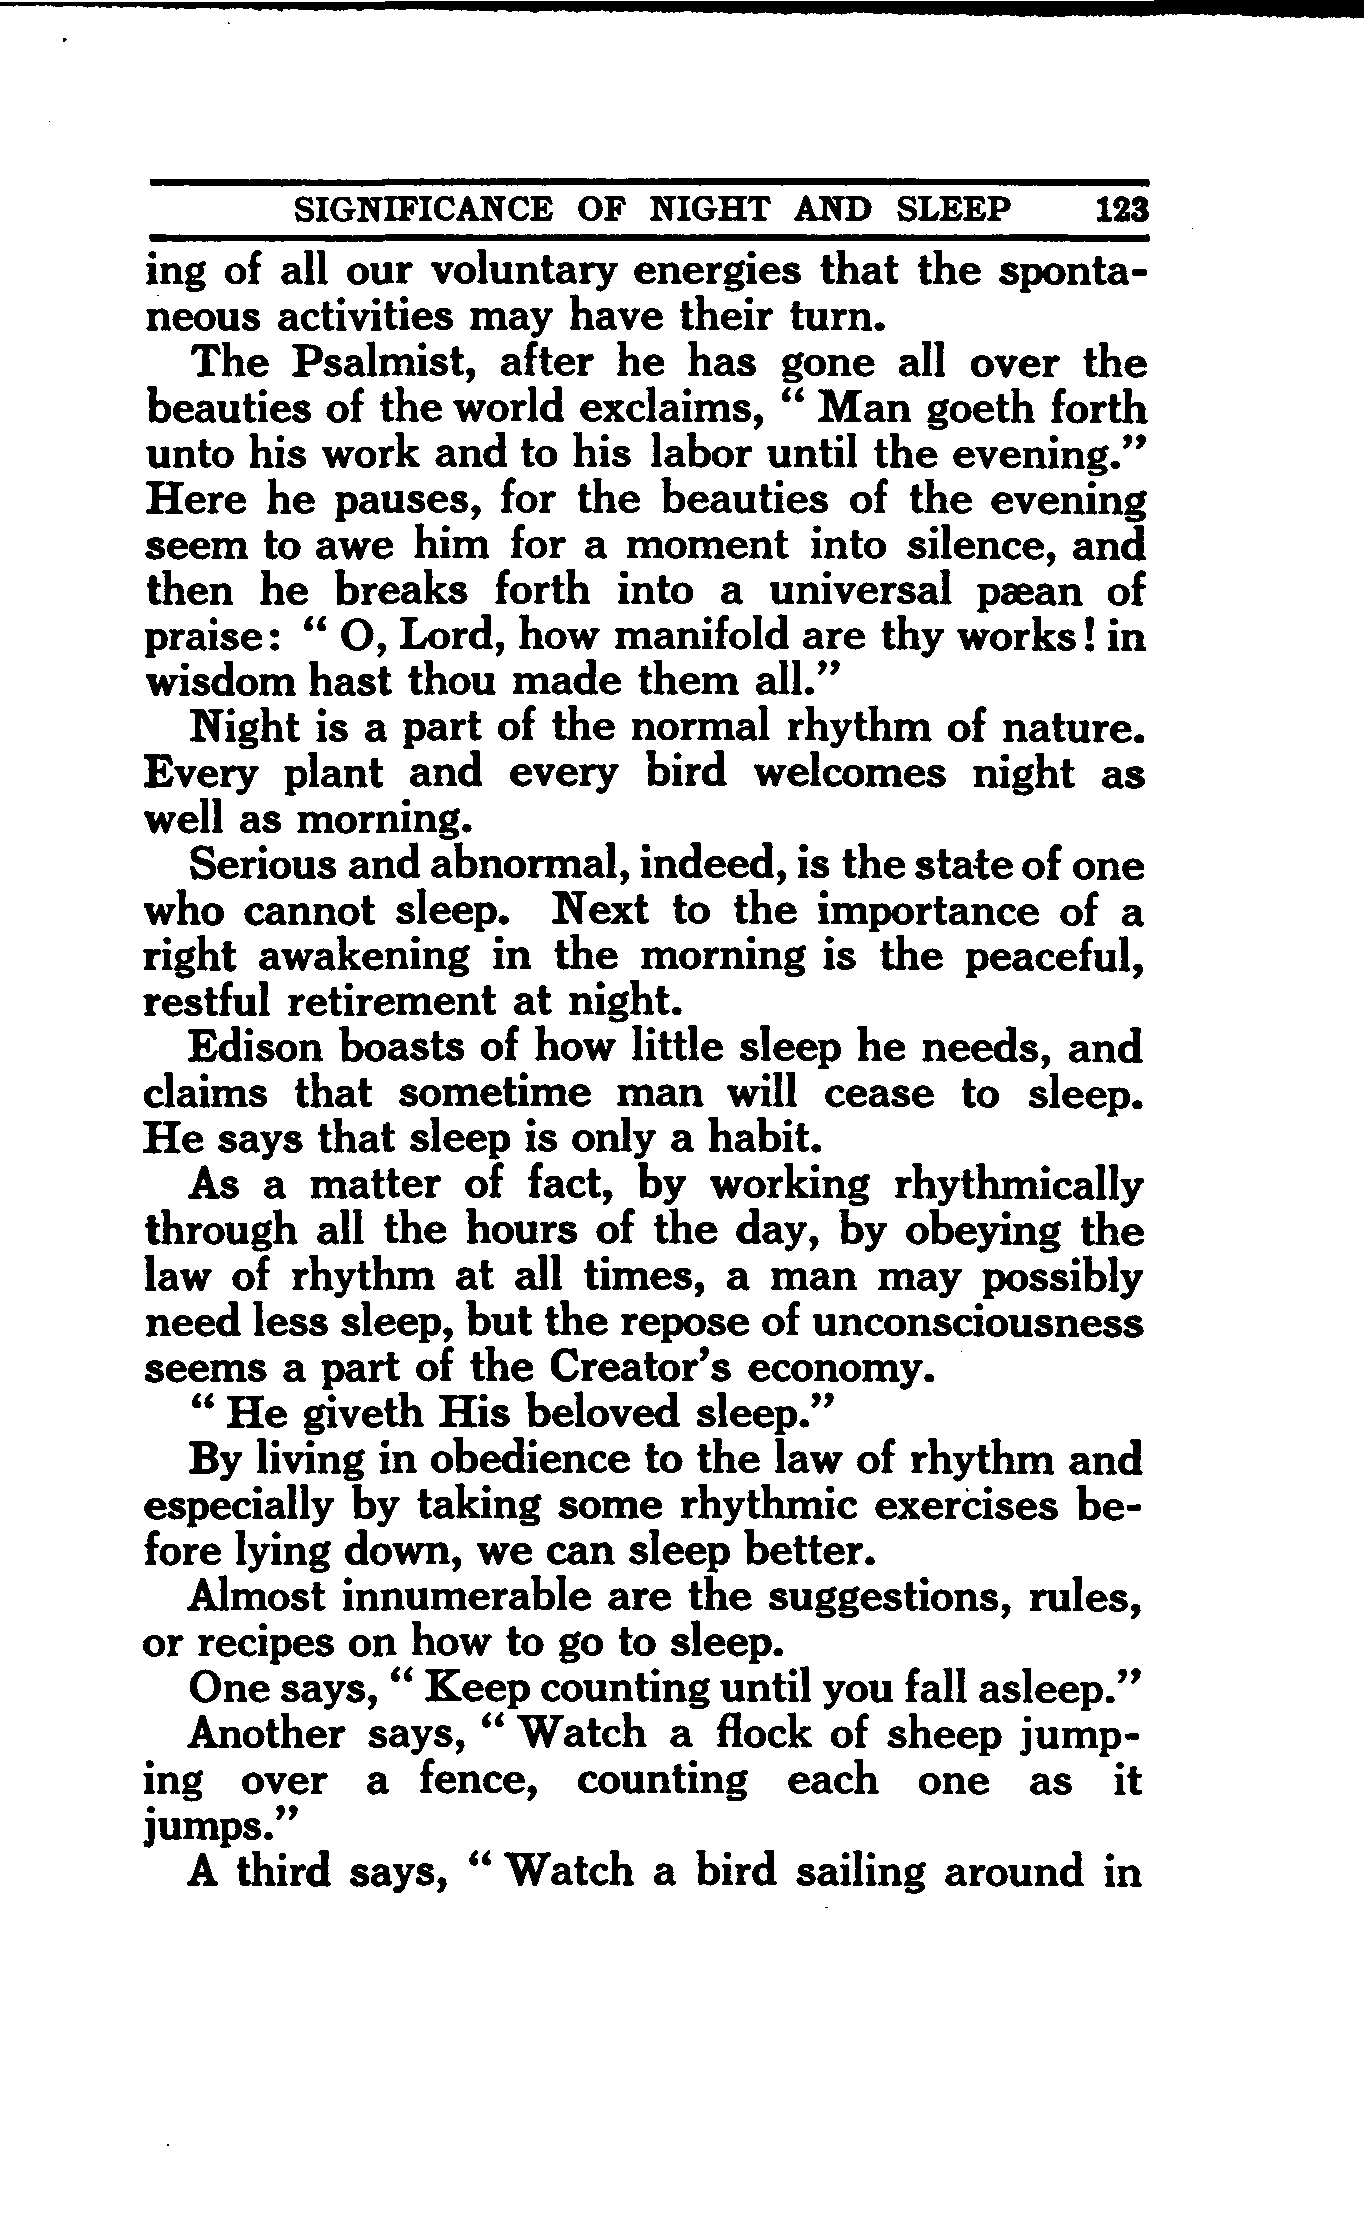 SIGNIFICANCE OF NIGHT AND SLEEP 123
ing of all our voluntary energies that the sponta-
neous activities may have their turn.
The Psalmist, after he has gone all over the
beauties of the world exclaims, “ Man goeth forth
unto his work and to his labor until the evening.”
Here he pauses, for the beauties of the evening
seem to awe him for a moment into silence, and
then he breaks forth into a universal pæan of
praise: “ O, Lord, how manifold are thy works! in
wisdom hast thou made them all.”
Night is a part of the normal rhythm of nature.
Every plant and every bird welcomes night as
well as morning.
Serious and abnormal, indeed, is the state of one
who cannot sleep. Next to the importance of a
right awakening in the morning is the peaceful,
restful retirement at night.
Edison boasts of how little sleep he needs, and
claims that sometime man will cease to sleep.
He says that sleep is only a habit.
As a matter of fact, by working rhythmically
through all the hours of the day, by obeying the
law of rhythm at all times, a man may possibly
need less sleep, but the repose of unconsciousness
seems a part of the Creator’s economy.
“ He giveth His beloved sleep.”
By living in obedience to the law of rhythm and
especially by taking some rhythmic exercises be-
fore lying down, we can sleep better.
Almost innumerable are the suggestions, rules,
or recipes on how to go to sleep.
One says, “ Keep counting until you fall asleep.”
Another says, “ Watch a flock of sheep jump-
ing over a fence, counting each one as it
jumps.”
A third says, “ Watch a bird sailing around in